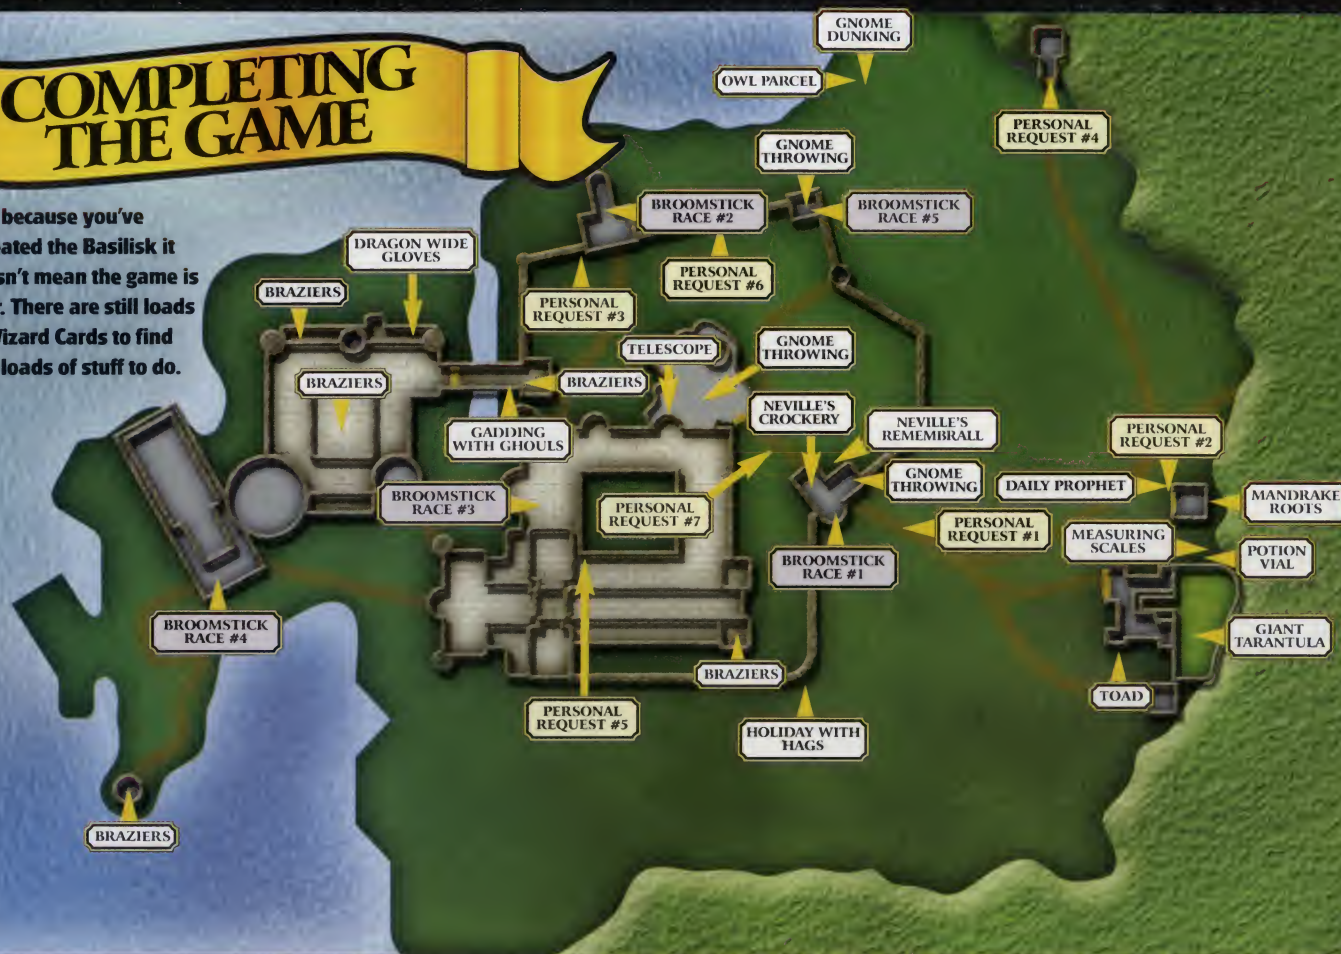 COMPLETING
THE GAME
because you've
ated the Basilisk it
sn't mean the game is
. There are still loads
Wizard Cards to find
loads of stuff to do.
GNOME
DUNKING
OWL PARCEL
PERSONAL
REQUEST #4
GNOME
THROWING
BROOMSTICK
RACE #2
BROOMSTICK
RACE #5
DRAGON WIDE
GLOVES
PERSONAL
REQUEST #6
BRAZIERS
PERSONAL
REQUEST #3
TELESCOPE
GNOME
THROWING
BRAZIERS
BRAZIERS
NEVILLE'S
CROCKERY
GADDING
WITH GHOULS
NEVILLE'S
REMEMBRALL
PERSONAL
REQUEST #2
GNOME
THROWING
DAILY PROPHET
MANDRAKE
ROOTS
BROOMSTICK
RACE #3
PERSONAL
REQUEST #7
PERSONAL
REQUEST #1
MEASURING
SCALES
POTION
VIAL
BROOMSTICK
RACE #1
BROOMSTICK
RACE #4
GIANT
TARANTULA
BRAZIERS
TOAD
PERSONAL
REQUEST #5
HOLIDAY WITH
HAGS
BRAZIERS